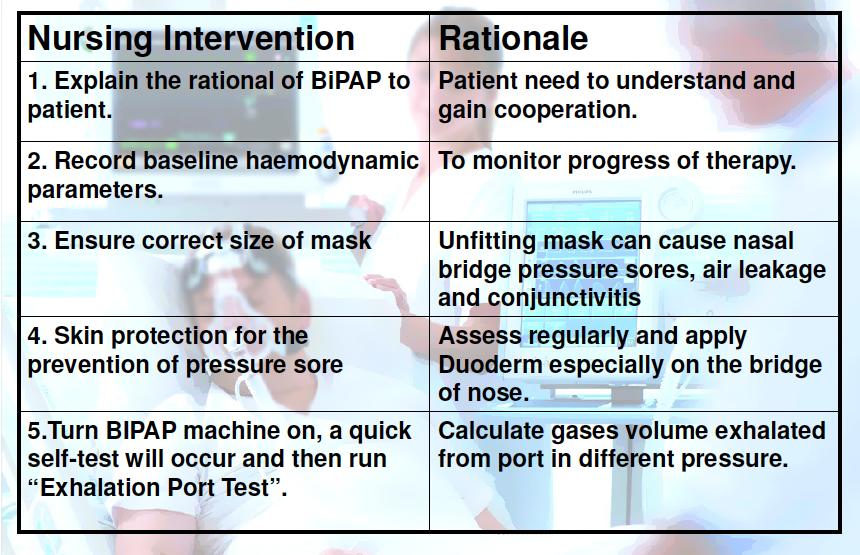 Nursing Intervention
Rationale
1. Explain the rational of BiPAP to
patient.
Patient need to understand and
gain cooperation.
2. Record baseline haemodynamic
parameters.
To monitor progress of therapy.
3. Ensure correct size of mask
Unfitting mask can cause nasal
bridge pressure sores, air leakage
and conjunctivitis
4. Skin protection for the
prevention of pressure sore
Assess regularly and apply
Duoderm especially on the bridge
of nose.
5.Turn BIPAP machine on, a quick
self-test will occur and then run
“Exhalation Port Test”.
Calculate gases volume exhalated
from port in different pressure.
PHILIPS